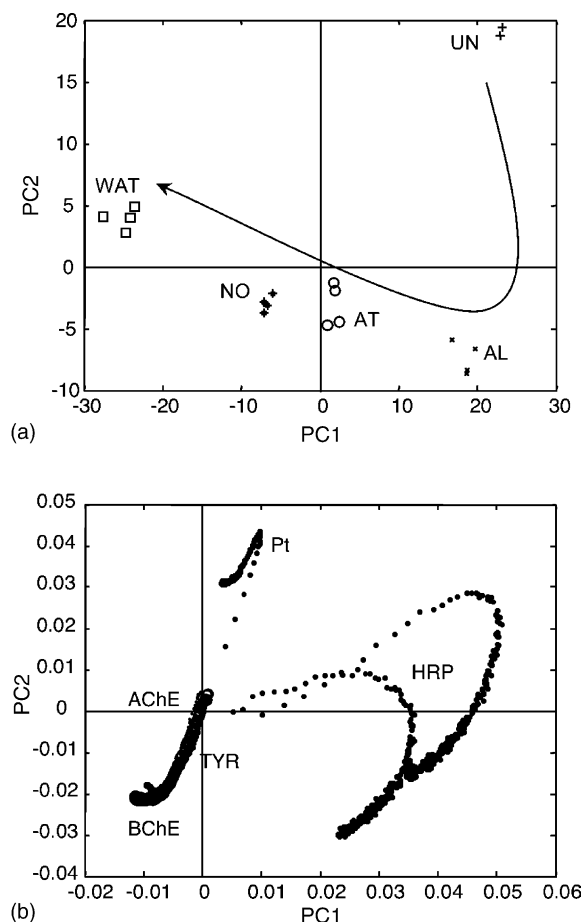 20
UN
15
10
PC2
WAT
5
0
NO
-5
AT
AL
-10
-30 -20 -10 0 10 20 30
(a)
PC1
0.05
0.04
Pt
0.03
0.02
PC2
0.01
AChE
HRP
0
-0.01
TYR
-0.02
BChE
-0.03
-0.04
-0.02 -0.01 0 0.01 0.02 0.03 0.04 0.05 0.06
(b)
PC1